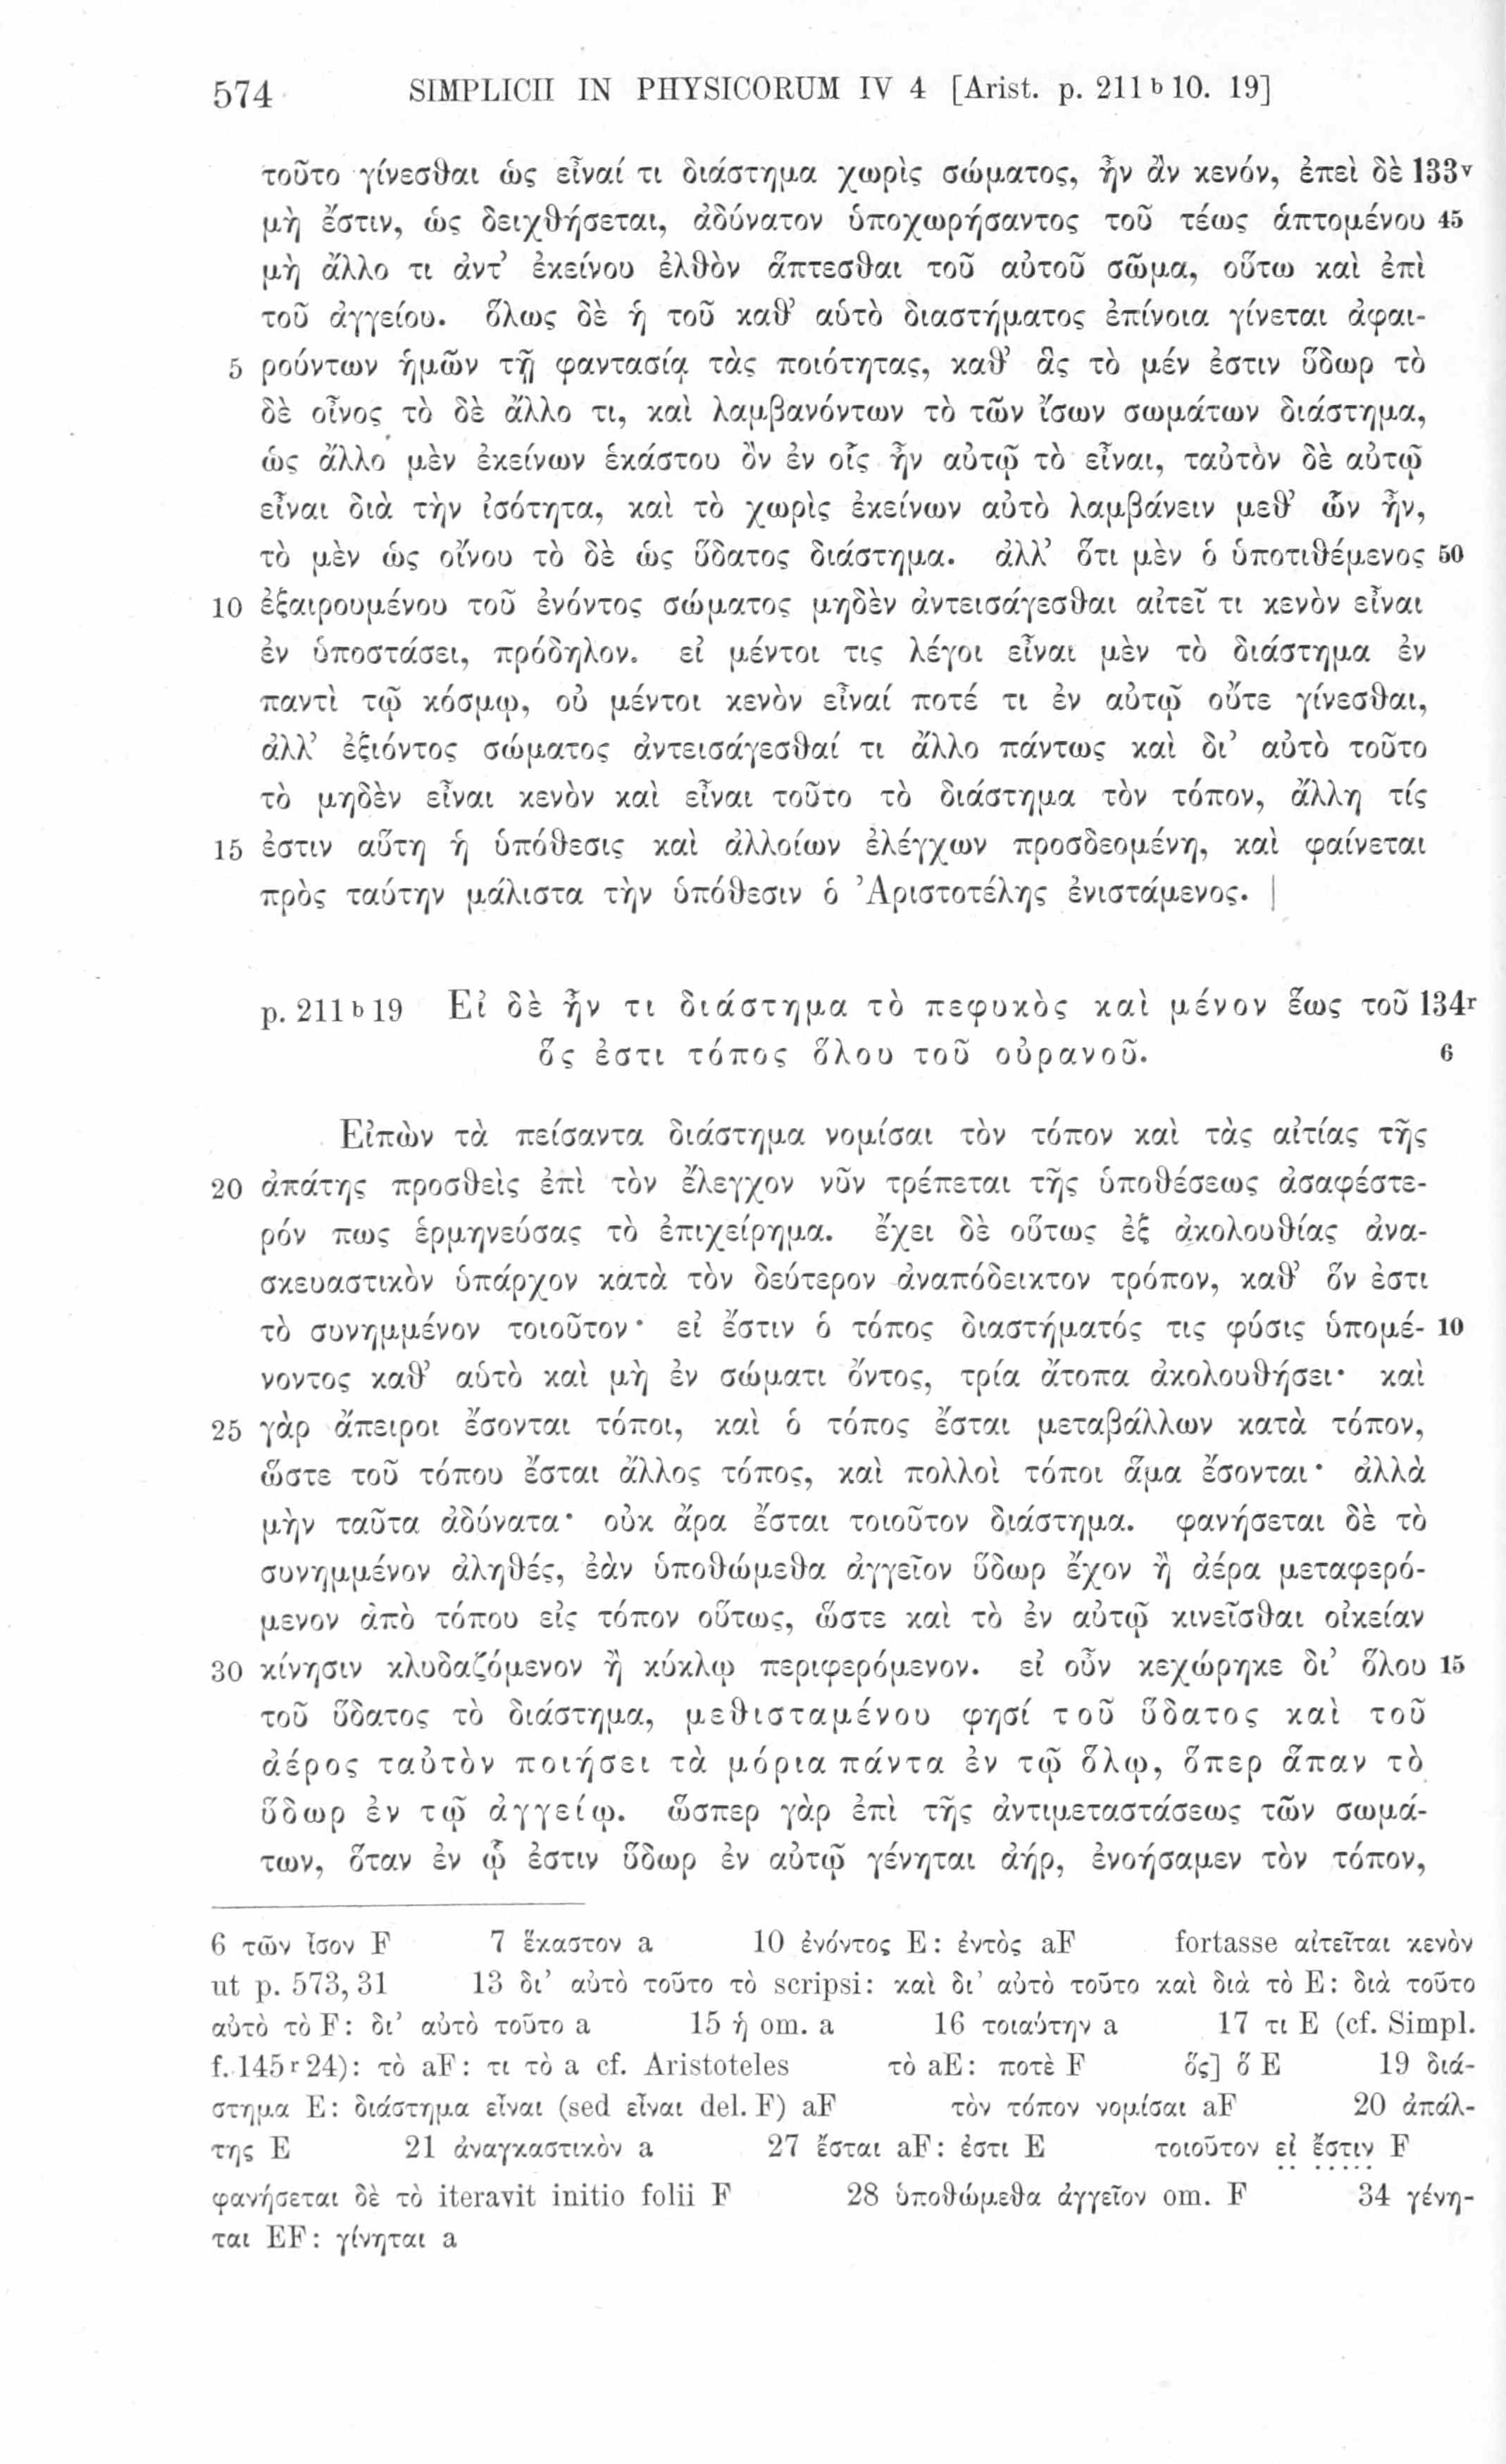 574 SIMPLICII IN PHYSICORUM IV 4 [Arist. p. 211 b 10. 19]
τοῦτο γίνεσθαι ὡς εἶναί τι διάστημα χωρὶς σώματος, ἦν ἂν κενόν, ἐπεὶ δὲ 133v
μὴ ἔστιν, ὡς δειχθήσεται, ἀδύνατον ὑποχωρήσαντος τοῦ τέως ἁπτομένου 45
μὴ ἄλλο τι ἀντ’ ἐκείνου ἐλθὸν ἅπτεσθαι τοῦ αὐτοῦ σῶμα, οὕτω καὶ ἐπὶ
τοῦ ἀγγείου. ὅλως δὲ ἡ τοῦ καθ’ αὑτὸ διαστήματος ἐπίνοια γίνεται ἀφαι-
5 ρούντων ἡμῶν τῇ φαντασίᾳ τὰς ποιότητας, καθ’ ἃς τὸ μέν ἐστιν ὕδωρ τὸ
δὲ οἶνος τὸ δὲ ἄλλο τι, καὶ λαμβανόντων τὸ τῶν ἴσων σωμάτων διάστημα,
ὡς ἄλλο μὲν ἐκείνων ἑκάστου ὂν ἐν οἷς ἦν αὐτῷ τὸ εἶναι, ταὐτὸν δὲ αὐτῷ
εἶναι διὰ τὴν ἰσότητα, καὶ τὸ χωρὶς ἐκείνων αὐτὸ λαμβάνειν μεθ’ ὧν ἦν,
τὸ μὲν ὡς οἴνου τὸ δὲ ὡς ὕδατος διάστημα. ἀλλ’ ὅτι μὲν ὁ ὑποτιθέμενος 50
10 ἐξαιρουμένου τοῦ ἐνόντος σώματος μηδὲν ἀντεισάγεσθαι αἰτεῖ τι κενὸν εἶναι
ἐν ὑποστάσει, πρόδηλον. εἰ μέντοι τις λέγοι εἶναι μὲν τὸ διάστημα ἐν
παντὶ τῷ κόσμῳ, οὐ μέντοι κενὸν εἶναί ποτέ τι ἐν αὐτῷ οὔτε γίνεσθαι,
ἀλλ’ ἐξιόντος σώματος ἀντεισάγεσθαί τι ἄλλο πάντως καὶ δι’ αὐτὸ τοῦτο
τὸ μηδὲν εἶναι κενὸν καὶ εἶναι τοῦτο τὸ διάστημα τὸν τόπον, ἄλλη τίς
15 ἐστιν αὕτη ἡ ὑπόθεσις καὶ ἀλλοίων ἐλέγχων προσδεομένη, καὶ φαίνεται
πρὸς ταύτην μάλιστα τὴν ὑπόθεσιν ὁ Ἀριστοτέλης ἐνιστάμενος. |
p. 211 b 19 Εἰ δὲ ἦν τι διάστημα τὸ πεφυκὸς καὶ μένον ἕως τοῦ 134r
ὅς ἐστι τόπος ὅλου τοῦ οὐρανοῦ. 6
Εἰπὼν τὰ πείσαντα διάστημα νομίσαι τὸν τόπον καὶ τὰς αἰτίας τῆς
20 ἀπάτης προσθεὶς ἐπὶ τὸν ἔλεγχον νῦν τρέπεται τῆς ὑποθέσεως ἀσαφέστε-
ρόν πως ἑρμηνεύσας τὸ ἐπιχείρημα. ἔχει δὲ οὕτως ἐξ ἀκολουθίας ἀνα-
σκευαστικὸν ὑπάρχον κατὰ τὸν δεύτερον ἀναπόδεικτον τρόπον, καθ’ ὅν ἐστι
τὸ συνημμένον τοιοῦτον· εἰ ἔστιν ὁ τόπος διαστήματός τις φύσις ὑπομέ- 10
νοντος καθ’ αὑτὸ καὶ μὴ ἐν σώματι ὄντος, τρία ἄτοπα ἀκολουθήσει· καὶ
25 γὰρ ἄπειροι ἔσονται τόποι, καὶ ὁ τόπος ἔσται μεταβάλλων κατὰ τόπον,
ὥστε τοῦ τόπου ἔσται ἄλλος τόπος, καὶ πολλοὶ τόποι ἅμα ἔσονται· ἀλλὰ
μὴν ταῦτα ἀδύνατα· οὐκ ἄρα ἔσται τοιοῦτον διάστημα. φανήσεται δὲ τὸ
συνημμένον ἀληθές, ἐὰν ὑποθώμεθα ἀγγεῖον ὕδωρ ἔχον ἢ ἀέρα μεταφερό-
μενον ἀπὸ τόπου εἰς τόπον οὕτως, ὥστε καὶ τὸ ἐν αὐτῷ κινεῖσθαι οἰκείαν
30 κίνησιν κλυδαζόμενον ἢ κύκλῳ περιφερόμενον. εἰ οὖν κεχώρηκε δι’ ὅλου 15
τοῦ ὕδατος τὸ διάστημα, μεθισταμένου φησί τοῦ ὕδατος καὶ τοῦ
ἀέρος ταὐτὸν ποιήσει τὰ μόρια πάντα ἐν τῷ ὅλῳ, ὅπερ ἅπαν τὸ
ὕδωρ ἐν τῷ ἀγγείῳ. ὥσπερ γὰρ ἐπὶ τῆς ἀντιμεταστάσεως τῶν σωμά-
των, ὅταν ἐν ᾧ ἐστιν ὕδωρ ἐν αὐτῷ γένηται ἀήρ, ἐνοήσαμεν τὸν τόπον,
6 τῶν ἴσον F 7 ἕκαστον a 10 ἐνόντος E: ἐντὸς aF fortasse αἰτεῖται κενὸν
ut p. 573, 31 13 δι’ αὐτὸ τοῦτο τὸ scripsi: καὶ δι’ αὐτὸ τοῦτο καὶ διὰ τὸ E: διὰ τοῦτο
αὐτὸ τὸ F: δι’ αὐτὸ τοῦτο a 15 ἡ om. a 16 τοιαύτην a 17 τι E (cf. Simpl.
f. 145 r 24): τὸ aF: τι τὸ a cf. Aristoteles τὸ aE: ποτὲ F ὅς] ὅ E 19 διά-
στημα E: διάστημα εἶναι (sed εἶναι del. F) aF τὸν τόπον νομίσαι aF 20 ἀπάλ-
της E 21 ἀναγκαστικὸν a 27 ἔσται aF: ἐστι E τοιοῦτον εἰ ἔστιν F
φανήσεται δὲ τὸ iteravit initio folii F 28 ὑποθώμεθα ἀγγεῖον om. F 34 γένη-
ται EF: γίνηται a